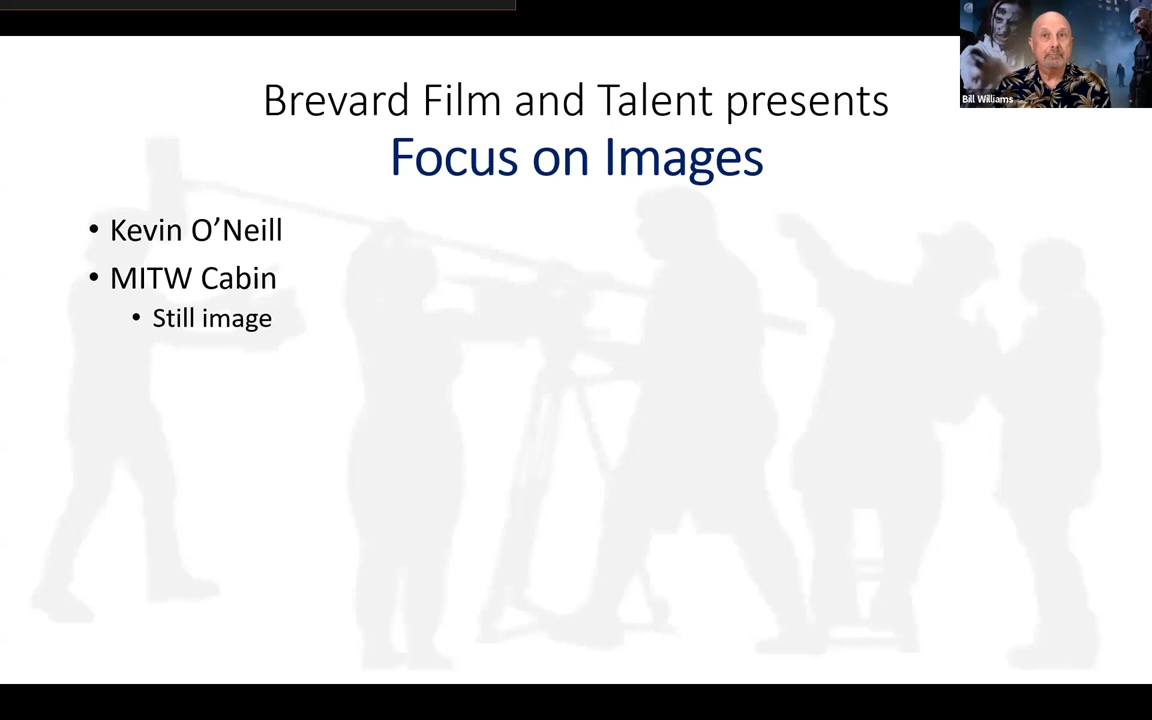 Bill Williams
Brevard Film and Talent presents
Focus on Images
• Kevin O’Neill
• MITW Cabin
• Still image